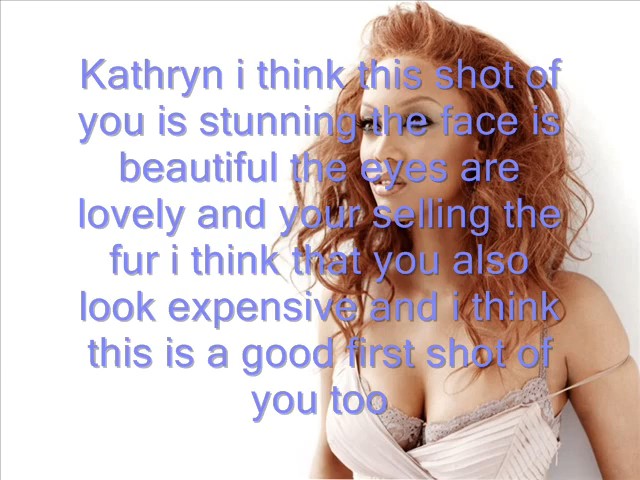 Kathryn i think this shot of
you is stunning the face is
beautiful the eyes are
lovely and your selling the
fur i think that you also
look expensive and i think
this is a good first shot of
you too